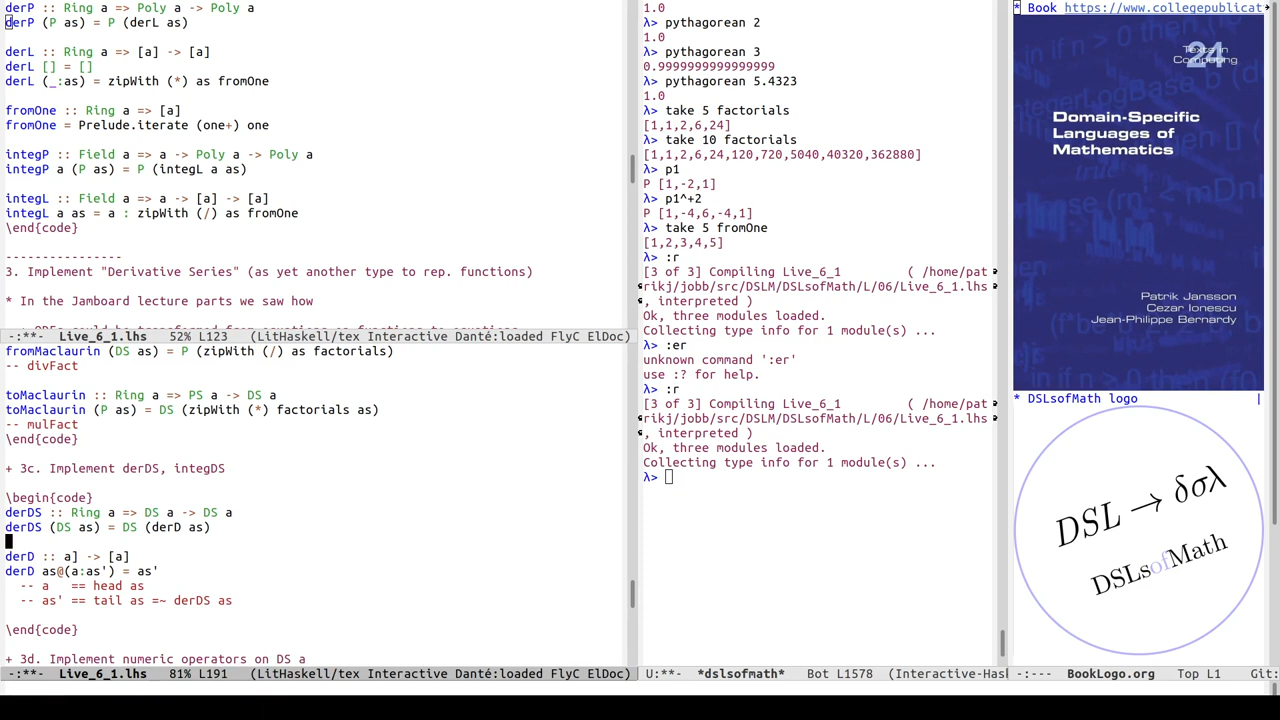 derP :: Ring a => Poly a -> Poly a
derP (P as) = P (derL as)
derL :: Ring a => [a] -> [a]
derL [] = []
derL (_:as) = zipWith (*) as fromOne
fromOne :: Ring a => [a]
fromOne = Prelude.iterate (one+) one
integP :: Field a => a -> Poly a -> Poly a
integP a (P as) = P (integL a as)
integL :: Field a => a -> [a] -> [a]
integL a as = a : zipWith (/) as fromOne
\end{code}
----------------
3. Implement "Derivative Series" (as yet another type to rep. functions)
* In the Jamboard lecture parts we saw how
-:**- Live_6_1.lhs 52% L123 (LitHaskell/tex Interactive Danté:loaded FlyC ElDoc)
fromMaclaurin (DS as) = P (zipWith (/) as factorials)
-- divFact
toMaclaurin :: Ring a => PS a -> DS a
toMaclaurin (P as) = DS (zipWith (*) factorials as)
-- mulFact
\end{code}
+ 3c. Implement derDS, integDS
\begin{code}
derDS :: Ring a => DS a -> DS a
derDS (DS as) = DS (derD as)
derD :: a] -> [a]
derD as@(a:as') = as'
-- a   == head as
-- as' == tail as =~ derDS as
\end{code}
+ 3d. Implement numeric operators on DS a
-:**- Live_6_1.lhs 81% L191 (LitHaskell/tex Interactive Danté:loaded FlyC ElDoc)
1.0
λ> pythagorean 2
1.0
λ> pythagorean 3
0.9999999999999999
λ> pythagorean 5.4323
1.0
λ> take 5 factorials
[1,1,2,6,24]
λ> take 10 factorials
[1,1,2,6,24,120,720,5040,40320,362880]
λ> p1
P [1,-2,1]
λ> p1^+2
P [1,-4,6,-4,1]
λ> take 5 fromOne
[1,2,3,4,5]
λ> :r
[3 of 3] Compiling Live_6_1 ( /home/pat
rikj/jobb/src/DSLM/DSLsofMath/L/06/Live_6_1.lhs
, interpreted )
Ok, three modules loaded.
Collecting type info for 1 module(s) ...
λ> :er
unknown command ':er'
use :? for help.
λ> :r
[3 of 3] Compiling Live_6_1 ( /home/pat
rikj/jobb/src/DSLM/DSLsofMath/L/06/Live_6_1.lhs
, interpreted )
Ok, three modules loaded.
Collecting type info for 1 module(s) ...
λ>
U:**- *dslsofmath* Bot L1578 (Interactive-Has
* Book https://www.collegepublicat
Texts in
24
Computing
Domain-Specific
Languages of
Mathematics
Patrik Jansson
Cezar Ionescu
Jean-Philippe Bernardy
* DSLsofMath logo
DSL → δσλ
DSLsofMath
-:--- BookLogo.org Top L1 Git: